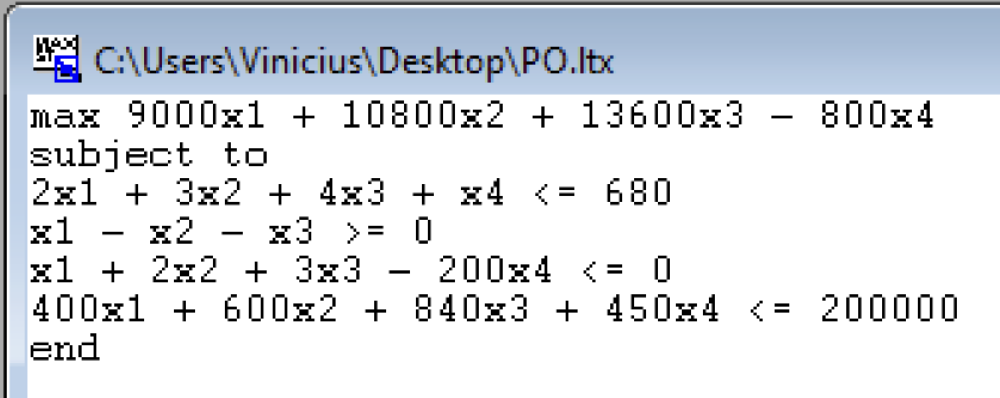 C:\Users\Vinicius\Desktop\PO.ltx
max 9000x1 + 10800x2 + 13600x3 - 800x4
subject to
2x1 + 3x2 + 4x3 + x4 <= 680
x1 - x2 - x3 >= 0
x1 + 2x2 + 3x3 - 200x4 <= 0
400x1 + 600x2 + 840x3 + 450x4 <= 200000
end